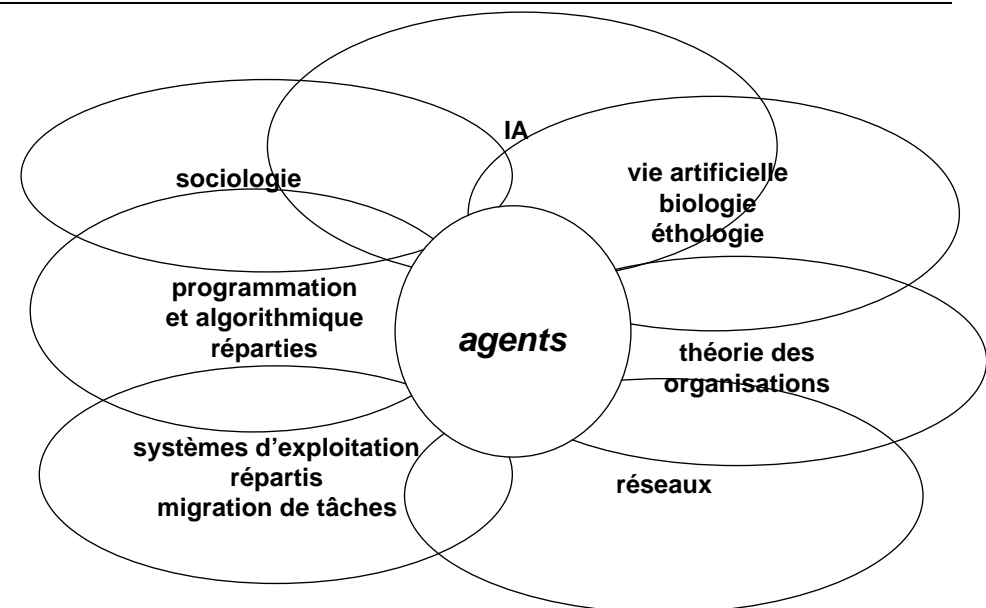 IA
sociologie
vie artificielle
biologie
éthologie
programmation
et algorithmique
réparties
agents
théorie des
organisations
systèmes d'exploitation
répartis
migration de tâches
réseaux